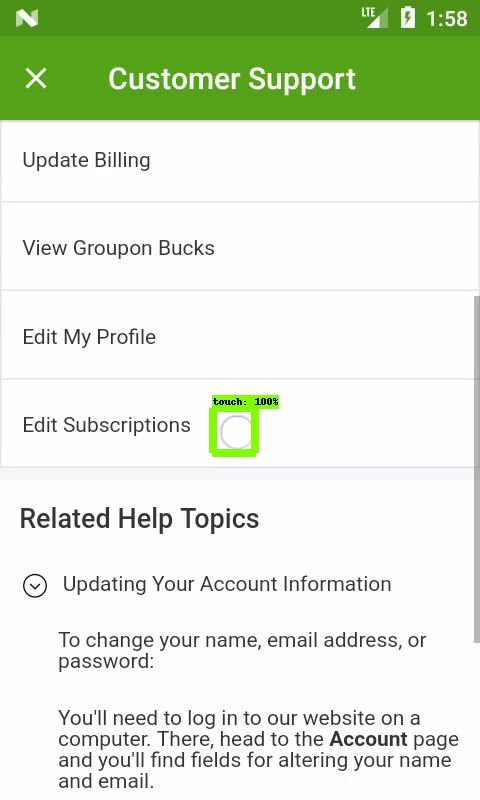 LTE 1:58
Customer Support
Update Billing
View Groupon Bucks
Edit My Profile
touch: 100%
Edit Subscriptions
Related Help Topics
Updating Your Account Information
To change your name, email address, or
password:
You'll need to log in to our website on a
computer. There, head to the Account page
and you'll find fields for altering your name
and email.